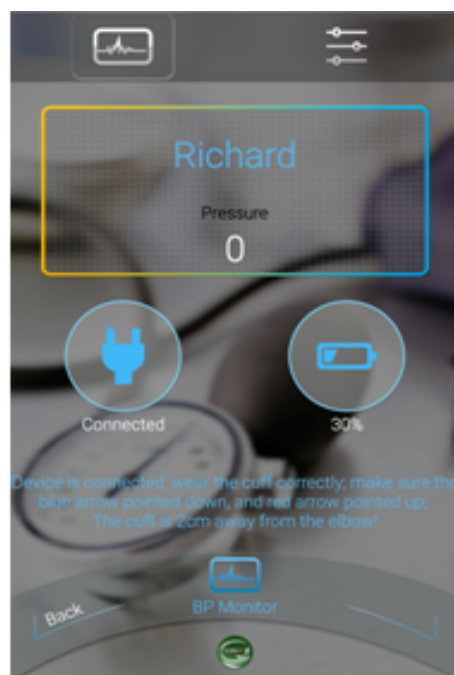 Richard
Pressure
0
Connected
30%
Device is connected, wear the cuff correctly; make sure the
blue arrow pointed down, and red arrow pointed up;
The cuff is 2cm away from the elbow!
Back
BP Monitor